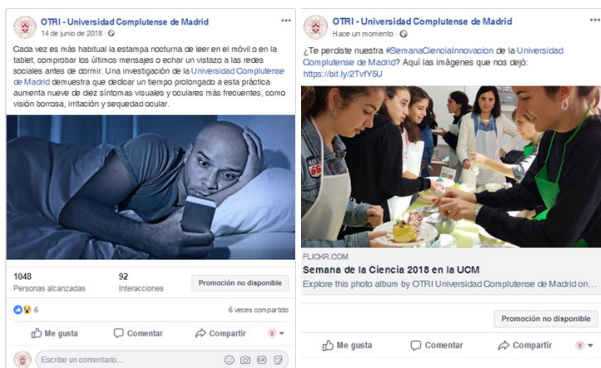 OTRI - Universidad Complutense de Madrid
14 de junio de 2018 ·
Cada vez es más habitual la estampa nocturna de leer en el móvil o en la
tablet, comprobar los últimos mensajes o echar un vistazo a las redes
sociales antes de dormir. Una investigación de la Universidad Complutense
de Madrid demuestra que dedicar un tiempo prolongado a esta práctica
aumenta nueve de diez síntomas visuales y oculares más frecuentes, como
visión borrosa, irritación y sequedad ocular.
1048
Personas alcanzadas
92
Interacciones
Promoción no disponible
6
6 veces compartido
Me gusta
Comentar
Compartir
Escribe un comentario...
OTRI - Universidad Complutense de Madrid
Hace un momento ·
¿Te perdiste nuestra #SemanaCienciaInnovacion de la Universidad
Complutense de Madrid? Aquí las imágenes que nos dejó:
FLICKR.COM
Semana de la Ciencia 2018 en la UCM
Explore this photo album by OTRI Universidad Complutense de Madrid on...
Promoción no disponible
Me gusta
Comentar
Compartir